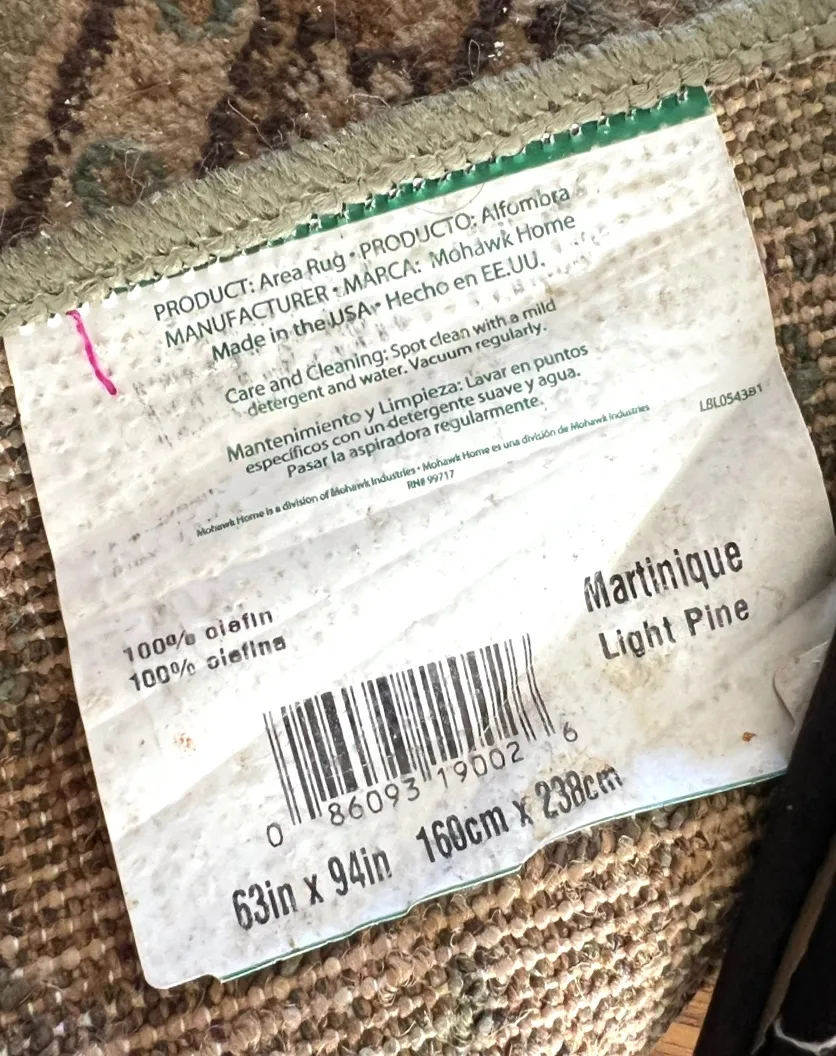 PRODUCT: Area Rug • PRODUCTO: Alfombra
MANUFACTURER • MARCA: Mohawk Home
Made in the USA • Hecho en EE.UU.
Care and Cleaning: Spot clean with a mild
detergent and water. Vacuum regularly.
Mantenimiento y Limpieza: Lavar en puntos
específicos con un detergente suave y agua.
Pasar la aspiradora regularmente.
Mohawk Home is a division of Mohawk Industries • Mohawk Home es una división de Mohawk Industries
RN# 99717
LBL054381
Martinique
Light Pine
100% olefin
100% olefina
0 86093 19002 6
63in x 94in 160cm x 238cm